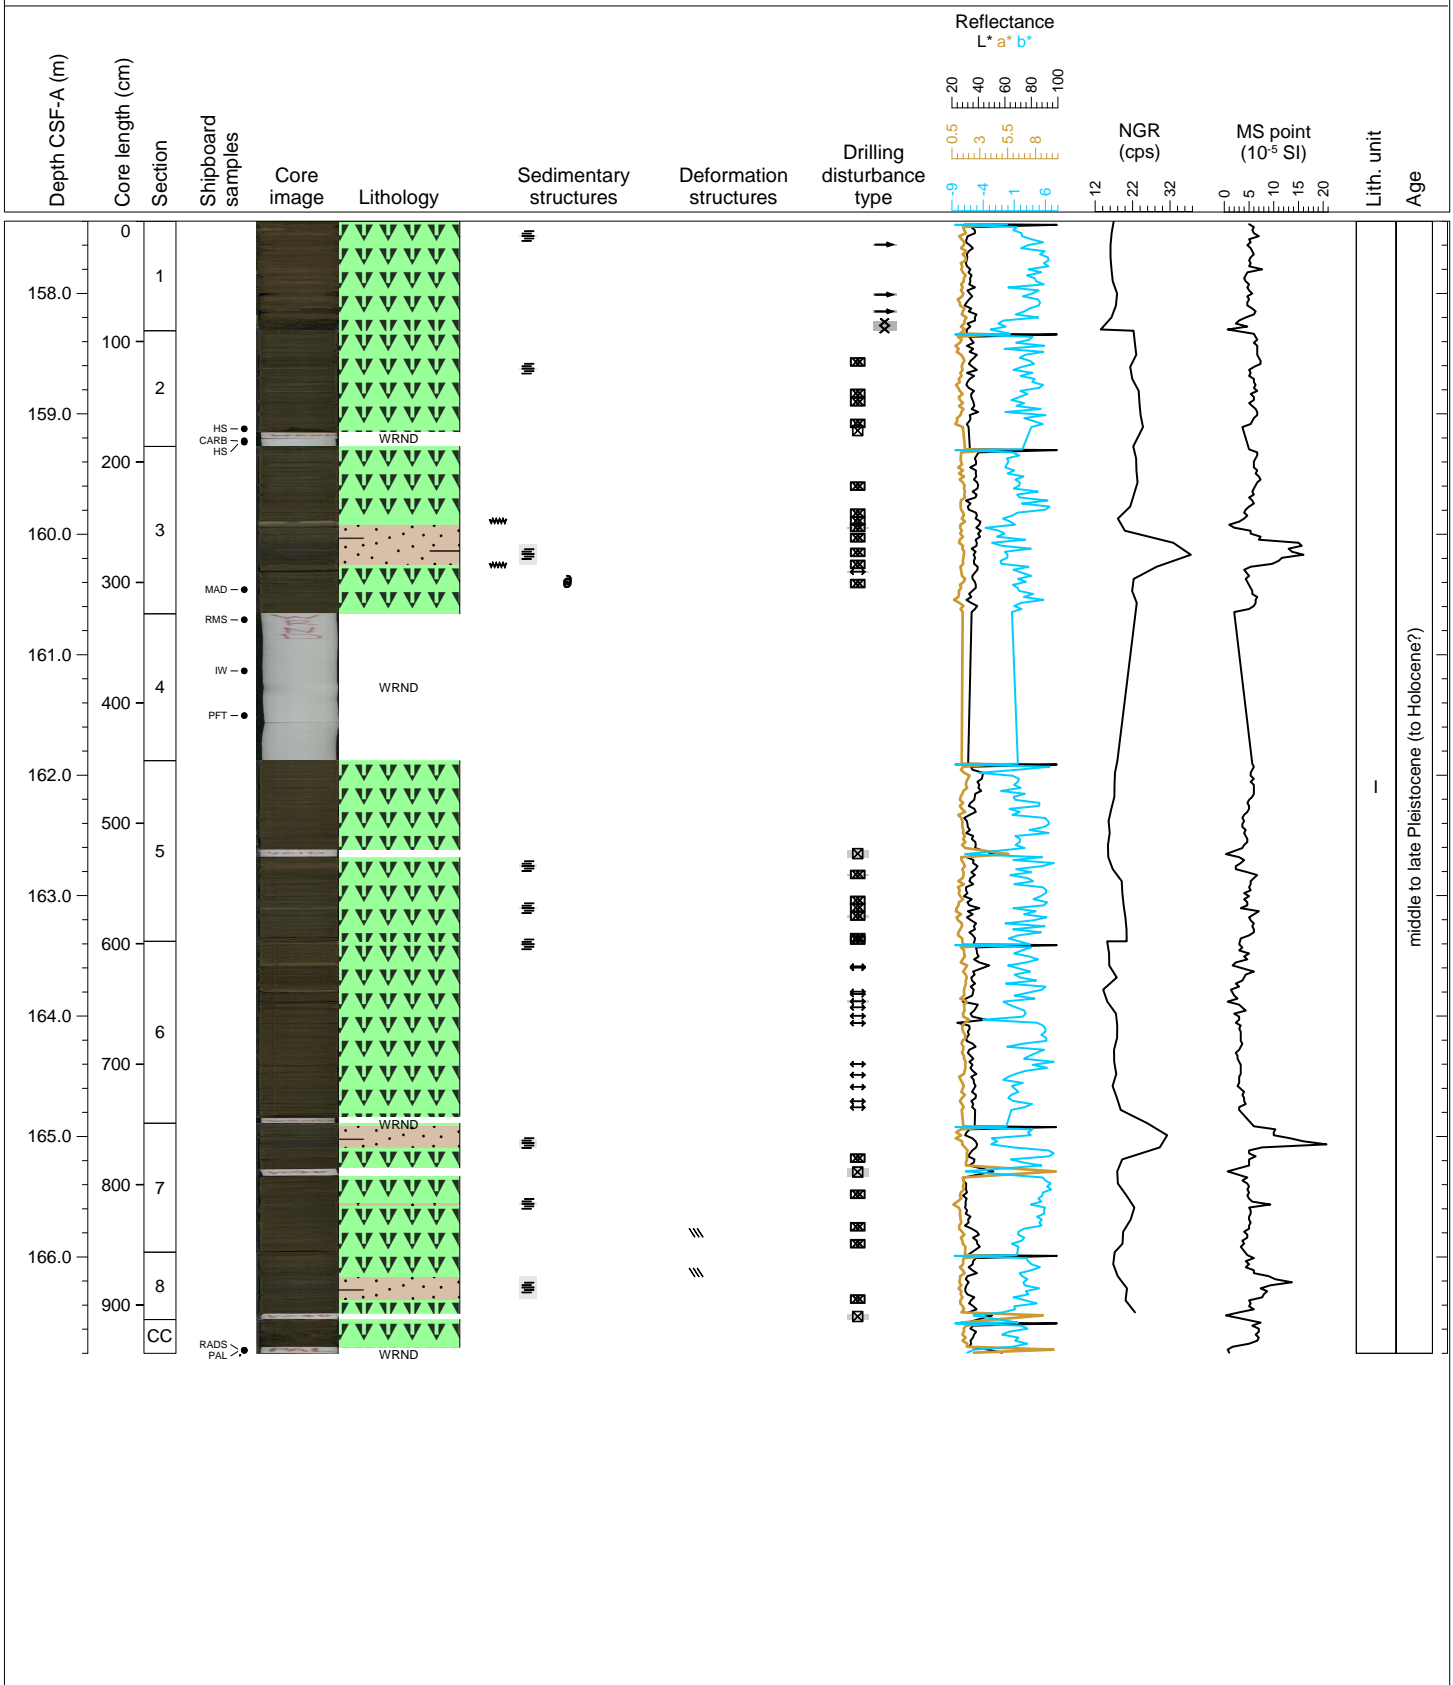 Reflectance
L* a* b*
20 40 60 80 100
0.5 3 5.5 8
-9 -4 1 6
Depth CSF-A (m)
Core length (cm)
Section
Shipboard
samples
Core
image
Lithology
Sedimentary
structures
Deformation
structures
Drilling
disturbance
type
NGR
(cps)
12 22 32
MS point
(10⁻⁵ SI)
0 5 10 15 20
Lith. unit
Age
0
1
158.0
100
2
159.0
HS
CARB
HS
WRND
200
3
160.0
300
MAD
RMS
161.0
IW
4
WRND
400
PFT
162.0
I
500
5
163.0
600
middle to late Pleistocene (to Holocene?)
164.0
6
700
WRND
165.0
7
800
166.0
8
900
CC
RADS
PAL
WRND
PAL